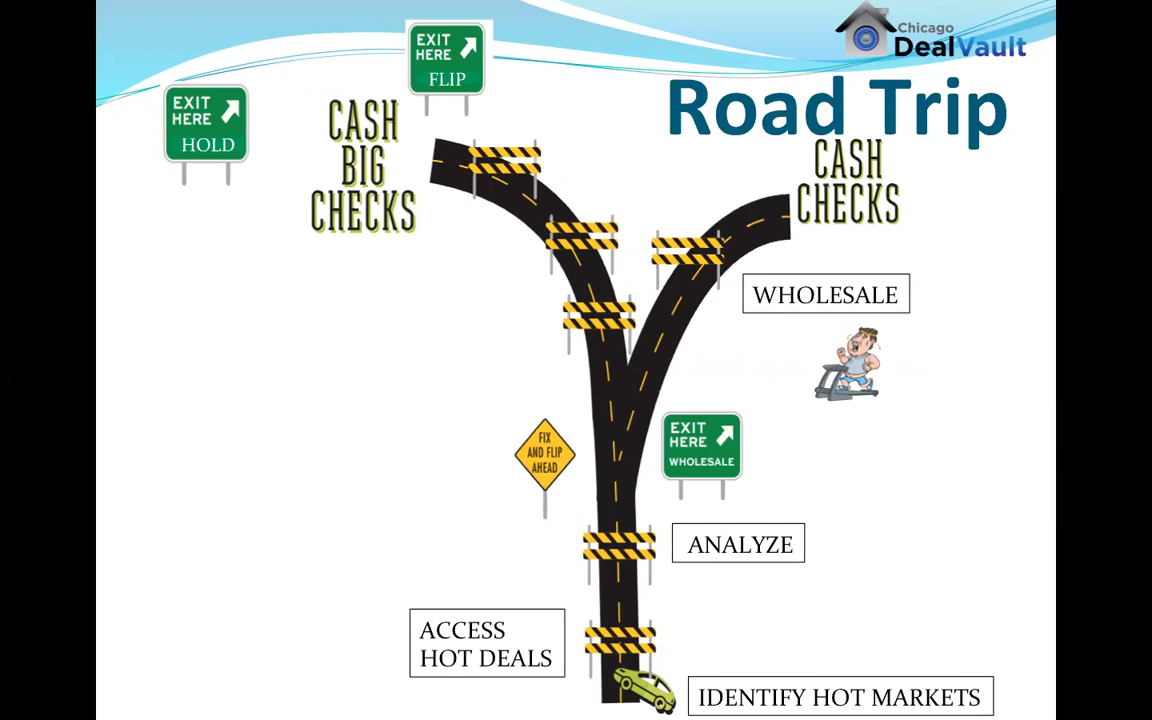 Chicago
DealVault
Road Trip
EXIT
HERE
FLIP
EXIT
HERE
HOLD
CASH
BIG
CHECKS
CASH
CHECKS
WHOLESALE
FIX
AND FLIP
AHEAD
EXIT
HERE
WHOLESALE
ANALYZE
ACCESS
HOT DEALS
IDENTIFY HOT MARKETS